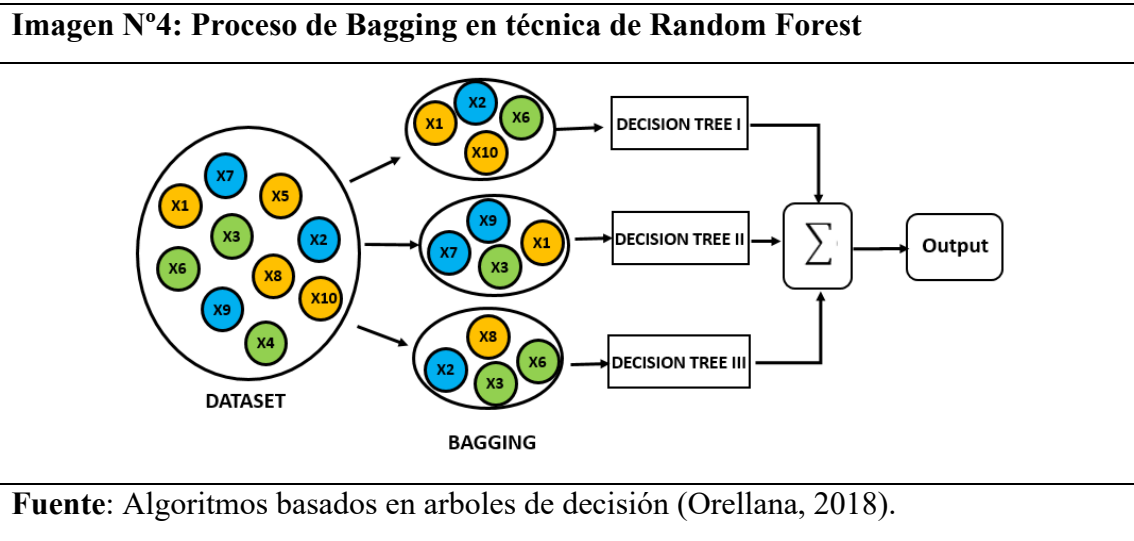 Imagen Nº4: Proceso de Bagging en técnica de Random Forest
X7
X1
X5
X3
X2
X6
X8
X9
X10
X4
DATASET
X1
X2
X6
X10
X9
X7
X1
X3
X8
X2
X6
X3
BAGGING
DECISION TREE I
DECISION TREE II
DECISION TREE III
∑
Output
Fuente: Algoritmos basados en arboles de decisión (Orellana, 2018).